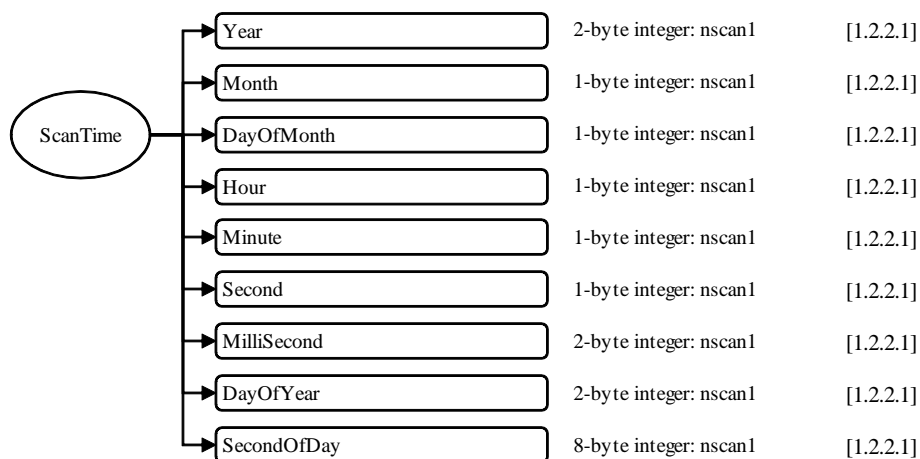 Year 2-byte integer: nscan1 [1.2.2.1]
Month 1-byte integer: nscan1 [1.2.2.1]
ScanTime DayOfMonth 1-byte integer: nscan1 [1.2.2.1]
Hour 1-byte integer: nscan1 [1.2.2.1]
Minute 1-byte integer: nscan1 [1.2.2.1]
Second 1-byte integer: nscan1 [1.2.2.1]
MilliSecond 2-byte integer: nscan1 [1.2.2.1]
DayOfYear 2-byte integer: nscan1 [1.2.2.1]
SecondOfDay 8-byte integer: nscan1 [1.2.2.1]